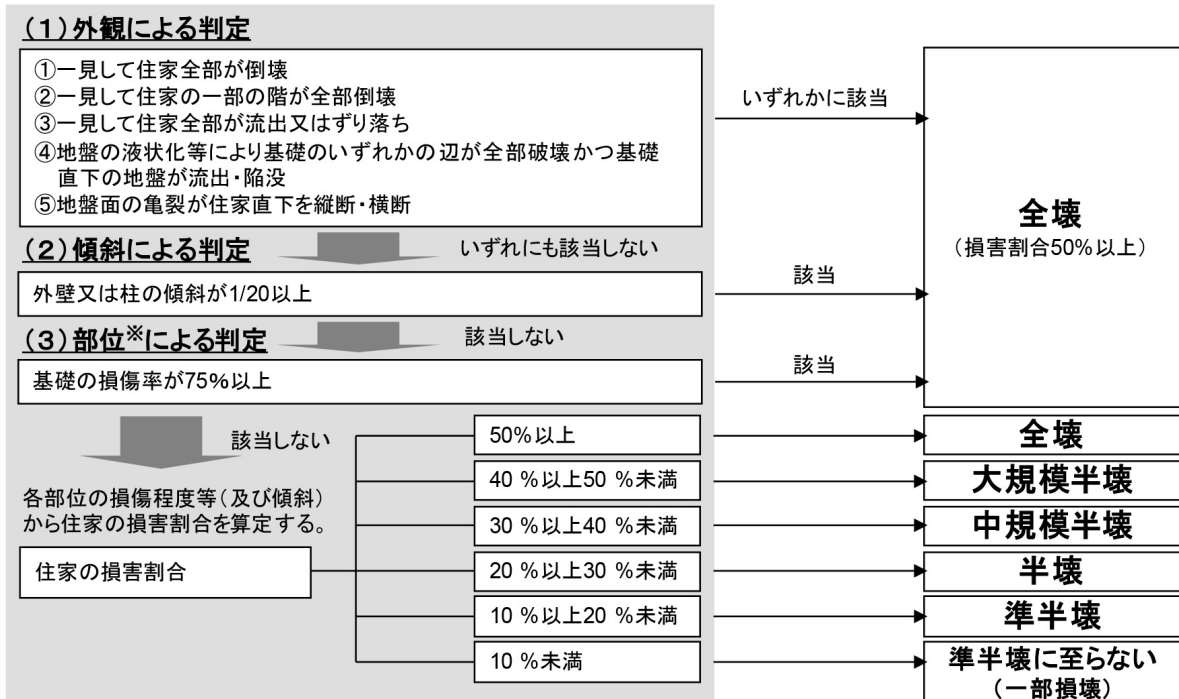 (1)外観による判定
①一見して住家全部が倒壊
②一見して住家の一部の階が全部倒壊
③一見して住家全部が流出又はずり落ち
④地盤の液状化等により基礎のいずれかの辺が全部破壊かつ基礎
直下の地盤が流出・陥没
⑤地盤面の亀裂が住家直下を縦断・横断
いずれかに該当
全壊
(損害割合50%以上)
(2)傾斜による判定
いずれにも該当しない
外壁又は柱の傾斜が1/20以上
該当
(3)部位※による判定
該当しない
基礎の損傷率が75%以上
該当
該当しない
各部位の損傷程度等(及び傾斜)
から住家の損害割合を算定する。
住家の損害割合
50%以上
全壊
40 %以上50 %未満
大規模半壊
30 %以上40 %未満
中規模半壊
20 %以上30 %未満
半壊
10 %以上20 %未満
準半壊
10 %未満
準半壊に至らない
(一部損壊)